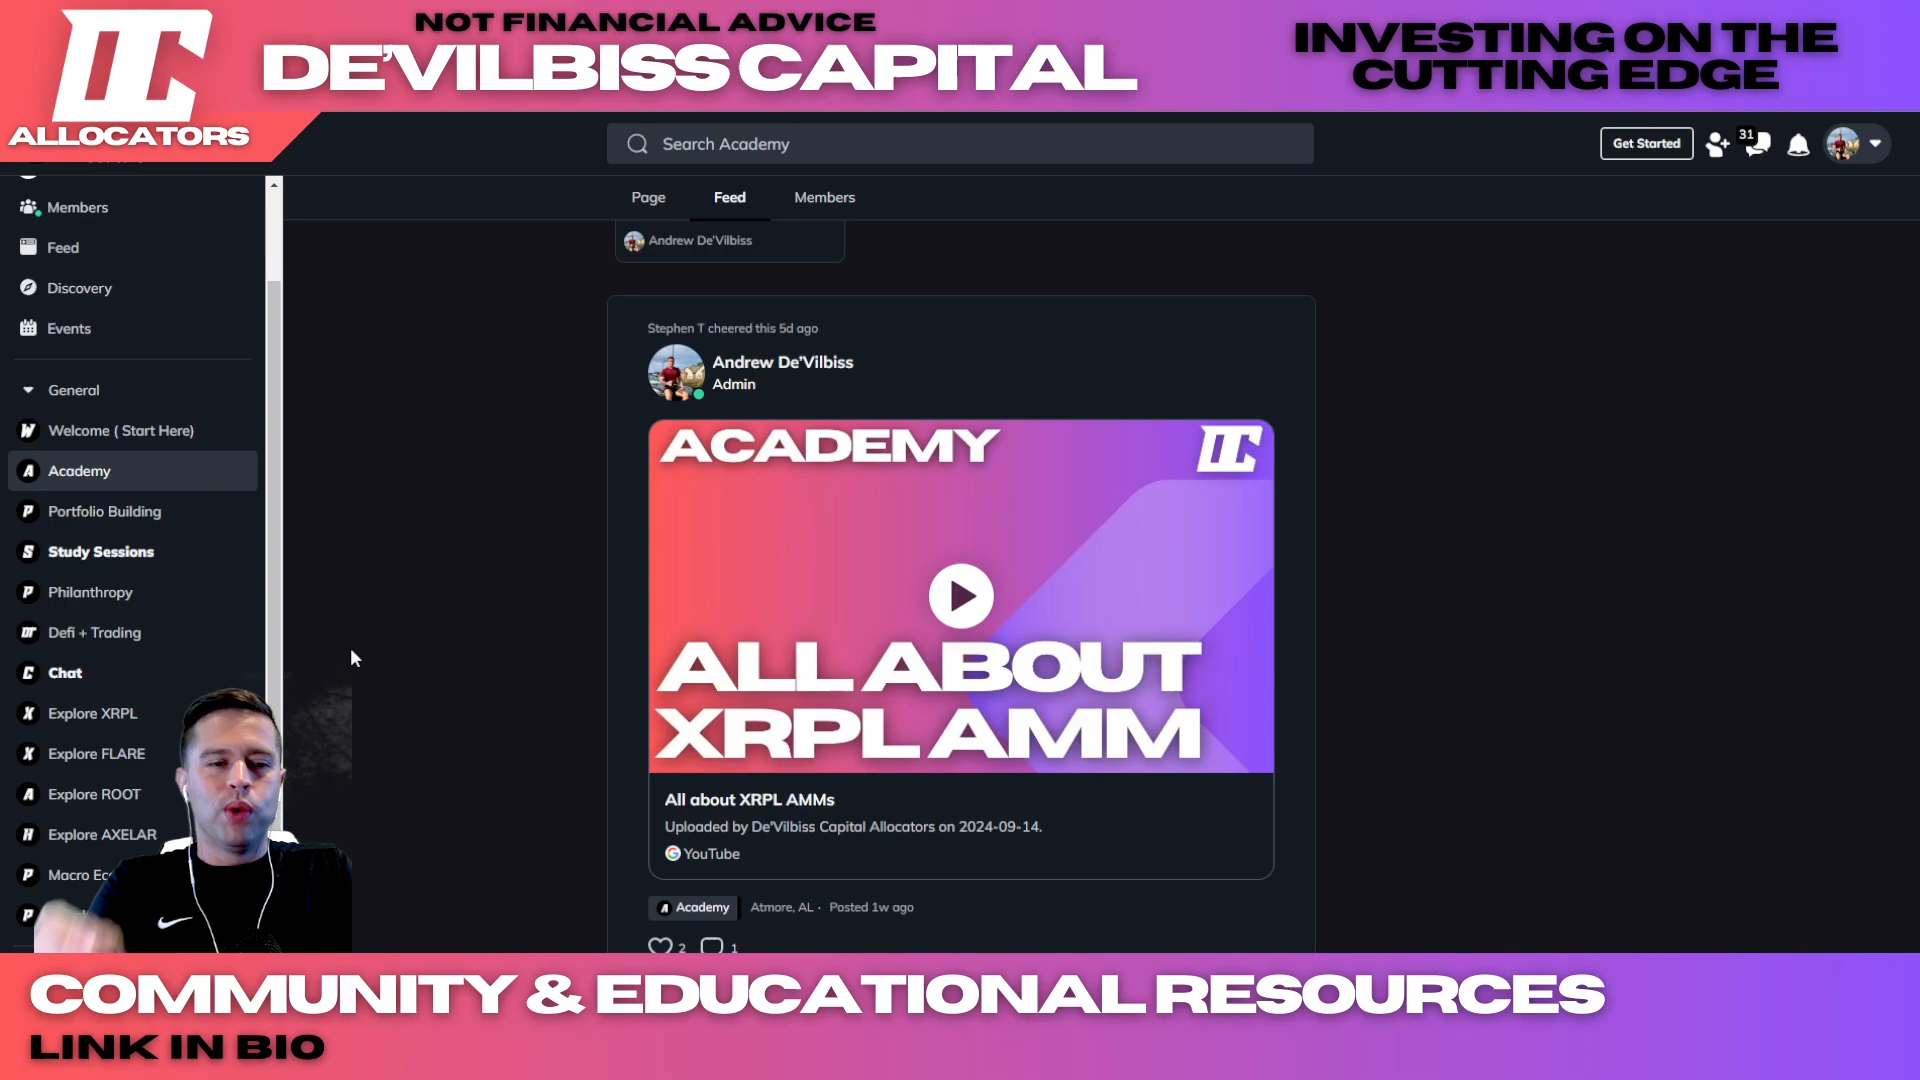 NOT FINANCIAL ADVICE
DE'VILBISS CAPITAL
ALLOCATORS
INVESTING ON THE
CUTTING EDGE
Search Academy
Get Started
31
Page
Feed
Members
Members
Feed
Discovery
Events
General
Welcome ( Start Here)
Academy
Portfolio Building
Study Sessions
Philanthropy
Defi + Trading
Chat
Explore XRPL
Explore FLARE
Explore ROOT
Explore AXELAR
Macro Ec
Andrew De'Vilbiss
Stephen T cheered this 5d ago
Andrew De'Vilbiss
Admin
ACADEMY
ALL ABOUT
XRPL AMM
All about XRPL AMMs
Uploaded by De'Vilbiss Capital Allocators on 2024-09-14.
YouTube
Academy
Atmore, AL · Posted 1w ago
2
1
COMMUNITY & EDUCATIONAL RESOURCES
LINK IN BIO